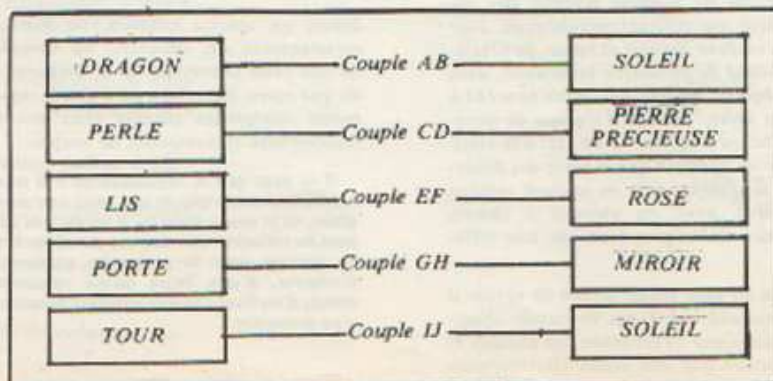 DRAGON Couple AB SOLEIL
PERLE Couple CD PIERRE
PRECIEUSE
LIS Couple EF ROSE
PORTE Couple GH MIROIR
TOUR Couple IJ SOLEIL